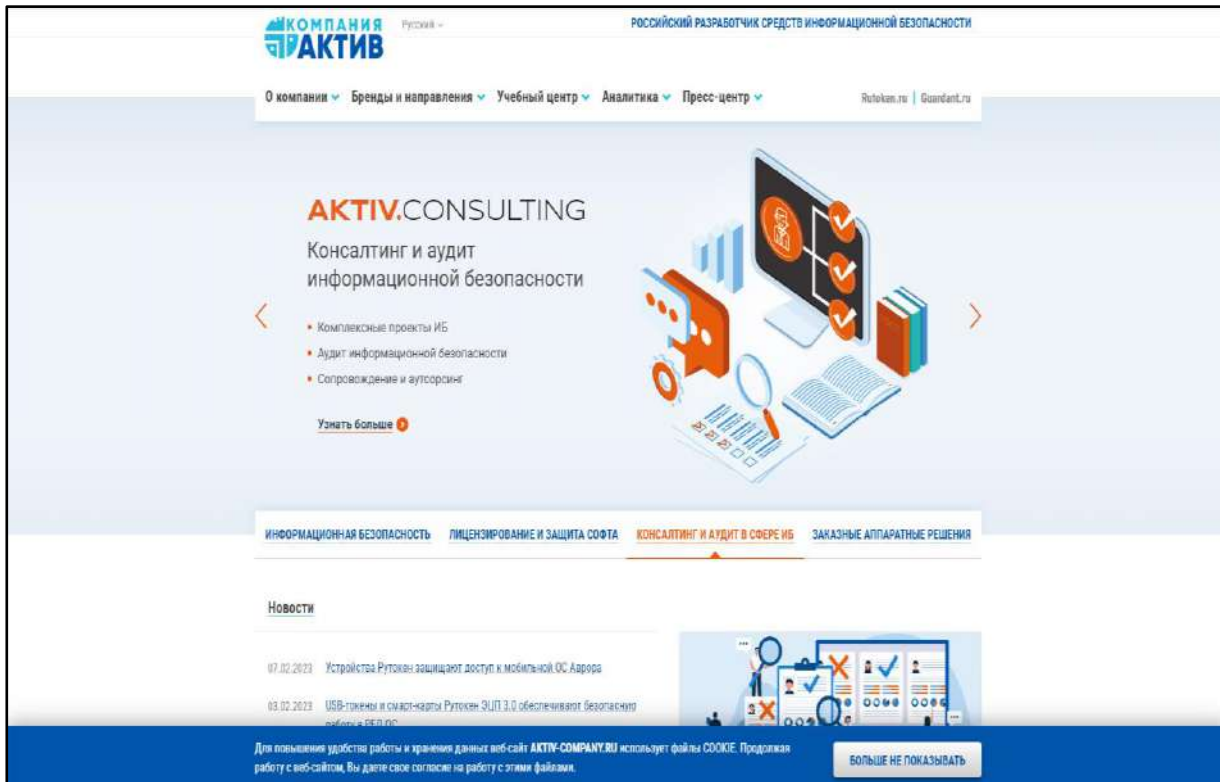 КОМПАНИЯ
АКТИВ
Русский
РОССИЙСКИЙ РАЗРАБОТЧИК СРЕДСТВ ИНФОРМАЦИОННОЙ БЕЗОПАСНОСТИ
О компании Бренды и направления Учебный центр Аналитика Пресс-центр Rutoken.ru | Guardant.ru
AKTIV.CONSULTING
Консалтинг и аудит
информационной безопасности
• Комплексные проекты ИБ
• Аудит информационной безопасности
• Сопровождение и аутсорсинг
Узнать больше
ИНФОРМАЦИОННАЯ БЕЗОПАСНОСТЬ ЛИЦЕНЗИРОВАНИЕ И ЗАЩИТА СОФТА КОНСАЛТИНГ И АУДИТ В СФЕРЕ ИБ ЗАКАЗНЫЕ АППАРАТНЫЕ РЕШЕНИЯ
Новости
07.02.2023 Устройства Рутокен защищают доступ к мобильной ОС Аврора
03.02.2023 USB-токены и смарт-карты Рутокен ЭЦП 3.0 обеспечивают безопасную
работу в РЕД ОС
Для повышения удобства работы и хранения данных веб-сайт AKTIV-COMPANY.RU использует файлы COOKIE. Продолжая
работу с веб-сайтом, Вы даете свое согласие на работу с этими файлами.
БОЛЬШЕ НЕ ПОКАЗЫВАТЬ